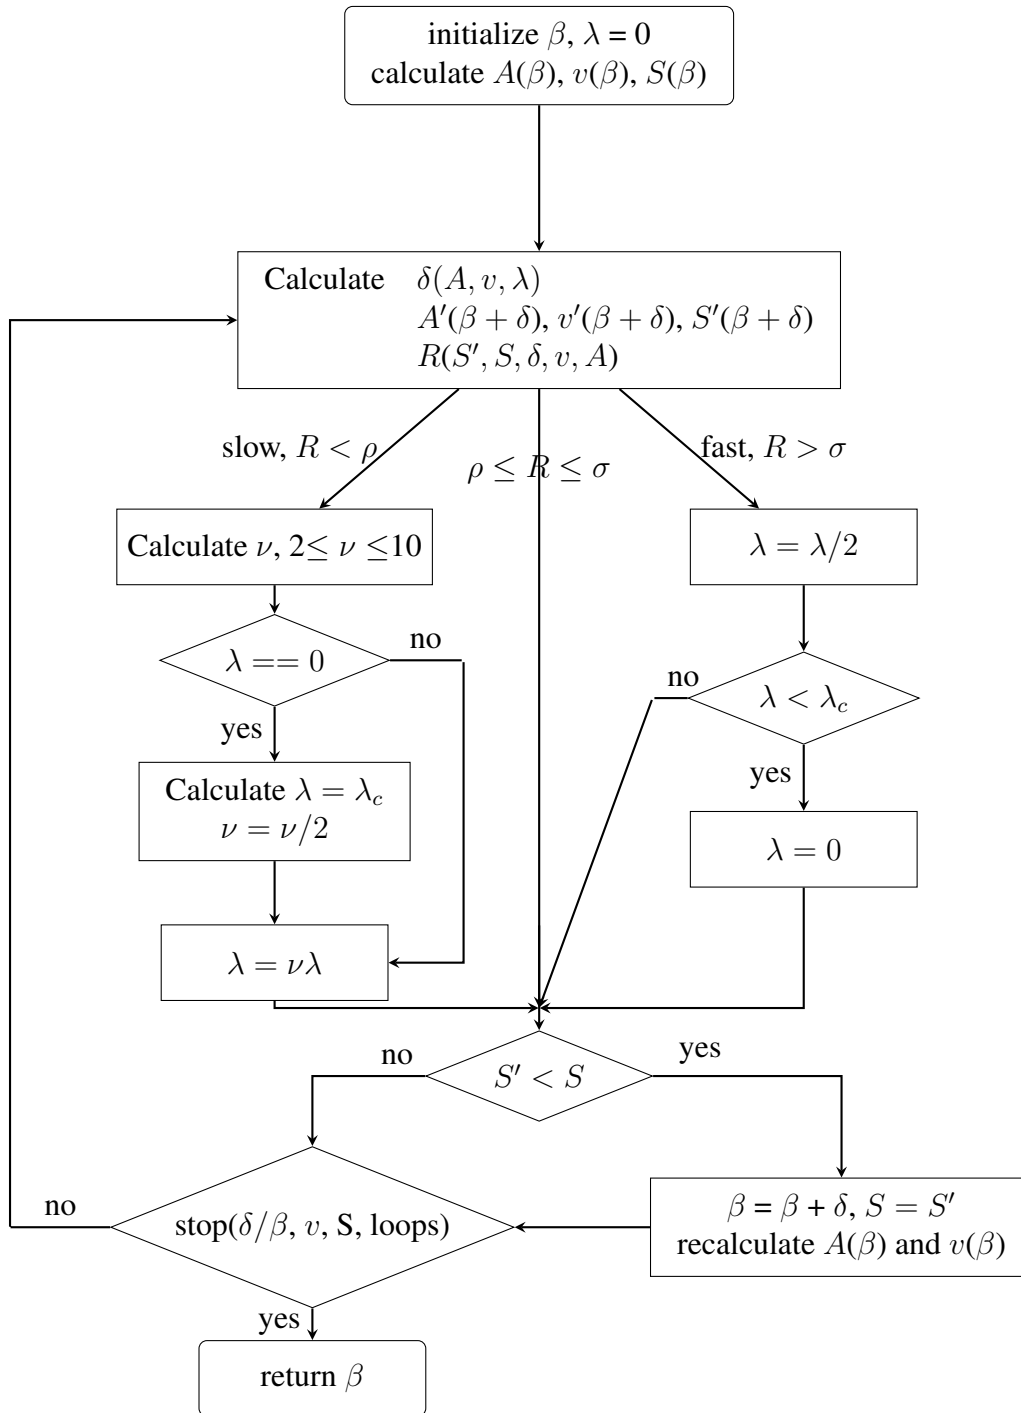 initialize β, λ = 0
calculate A(β), v(β), S(β)
Calculate δ(A, v, λ)
A′(β + δ), v′(β + δ), S′(β + δ)
R(S′, S, δ, v, A)
slow, R < ρ
ρ ≤ R ≤ σ
fast, R > σ
Calculate ν, 2≤ ν ≤10
λ = λ/2
λ == 0
no
yes
λ < λc
no
yes
Calculate λ = λc
ν = ν/2
λ = 0
λ = νλ
S′ < S
no
yes
stop(δ/β, v, S, loops)
no
yes
β = β + δ, S = S′
recalculate A(β) and v(β)
return β